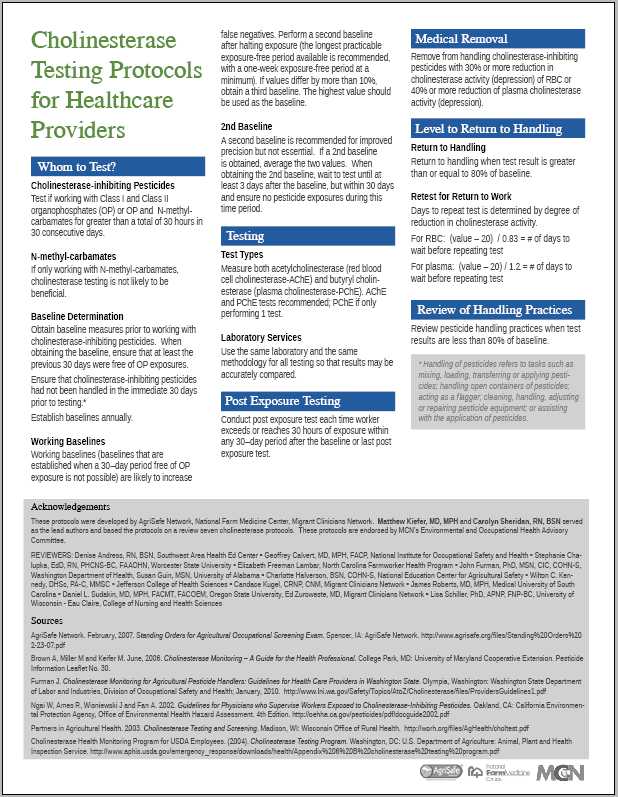 Cholinesterase
Testing Protocols
for Healthcare
Providers
Whom to Test?
Cholinesterase-inhibiting Pesticides
Test if working with Class I and Class II
organophosphates (OP) or OP and N-methyl-
carbamates for greater than a total of 30 hours in
30 consecutive days.
N-methyl-carbamates
If only working with N-methyl-carbamates,
cholinesterase testing is not likely to be
beneficial.
Baseline Determination
Obtain baseline measures prior to working with
cholinesterase-inhibiting pesticides. When
obtaining the baseline, ensure that at least the
previous 30 days were free of OP exposures.
Ensure that cholinesterase-inhibiting pesticides
had not been handled in the immediate 30 days
prior to testing.*
Establish baselines annually.
Working Baselines
Working baselines (baselines that are
established when a 30–day period free of OP
exposure is not possible) are likely to increase
false negatives. Perform a second baseline
after halting exposure (the longest practicable
exposure-free period available is recommended,
with a one-week exposure-free period at a
minimum). If values differ by more than 10%,
obtain a third baseline. The highest value should
be used as the baseline.
2nd Baseline
A second baseline is recommended for improved
precision but not essential. If a 2nd baseline
is obtained, average the two values. When
obtaining the 2nd baseline, wait to test until at
least 3 days after the baseline, but within 30 days
and ensure no pesticide exposures during this
time period.
Testing
Test Types
Measure both acetylcholinesterase (red blood
cell cholinesterase-AChE) and butyryl cholin-
esterase (plasma cholinesterase-PChE). AChE
and PChE tests recommended; PChE if only
performing 1 test.
Laboratory Services
Use the same laboratory and the same
methodology for all testing so that results may be
accurately compared.
Post Exposure Testing
Conduct post exposure test each time worker
exceeds or reaches 30 hours of exposure within
any 30–day period after the baseline or last post
exposure test.
Medical Removal
Remove from handling cholinesterase-inhibiting
pesticides with 30% or more reduction in
cholinesterase activity (depression) of RBC or
40% or more reduction of plasma cholinesterase
activity (depression).
Level to Return to Handling
Return to Handling
Return to handling when test result is greater
than or equal to 80% of baseline.
Retest for Return to Work
Days to repeat test is determined by degree of
reduction in cholinesterase activity.
For RBC: (value – 20) / 0.83 = # of days to
wait before repeating test
For plasma: (value – 20) / 1.2 = # of days to
wait before repeating test
Review of Handling Practices
Review pesticide handling practices when test
results are less than 80% of baseline.
* Handling of pesticides refers to tasks such as
mixing, loading, transferring or applying pesti-
cides; handling open containers of pesticides;
acting as a flagger; cleaning, handling, adjusting
or repairing pesticide equipment; or assisting
with the application of pesticides.
Acknowledgements
These protocols were developed by AgriSafe Network, National Farm Medicine Center, Migrant Clinicians Network. Matthew Kiefer, MD, MPH and Carolyn Sheridan, RN, BSN served
as the lead authors and based the protocols on a review seven cholinesterase protocols. These protocols are endorsed by MCN's Environmental and Occupational Health Advisory
Committee.
REVIEWERS: Denise Andress, RN, BSN, Southwest Area Health Ed Center • Geoffrey Calvert, MD, MPH, FACP, National Institute for Occupational Safety and Health • Stephanie Cha-
lupka, EdD, RN, PHCNS-BC, FAAOHN, Worcester State University • Elizabeth Freeman Lambar, North Carolina Farmworker Health Program • John Furman, PhD, MSN, CIC, COHN-S,
Washington Department of Health, Susan Guin, MSN, University of Alabama • Charlotte Halverson, BSN, COHN-S, National Education Center for Agricultural Safety • Wilton C. Ken-
nedy, DHSc, PA-C, MMSC • Jefferson College of Health Sciences • Candace Kugel, CRNP, CNM, Migrant Clinicians Network • James Roberts, MD, MPH, Medical University of South
Carolina • Daniel L. Sudakin, MD, MPH, FACMT, FACOEM, Oregon State University, Ed Zuroweste, MD, Migrant Clinicians Network • Lisa Schiller, PhD, APNP, FNP-BC, University of
Wisconsin - Eau Claire, College of Nursing and Health Sciences
Sources
AgriSafe Network. February, 2007. Standing Orders for Agricultural Occupational Screening Exam. Spencer, IA: AgriSafe Network. http://www.agrisafe.org/files/Standing%20Orders%20
2-23-07.pdf
Brown A, Miller M and Keifer M. June, 2006. Cholinesterase Monitoring – A Guide for the Health Professional. College Park, MD: University of Maryland Cooperative Extension. Pesticide
Information Leaflet No. 30.
Furman J. Cholinesterase Monitoring for Agricultural Pesticide Handlers: Guidelines for Health Care Providers in Washington State. Olympia, Washington: Washington State Department
of Labor and Industries, Division of Occupational Safety and Health; January, 2010. http://www.lni.wa.gov/Safety/Topics/AtoZ/Cholinesterase/files/ProvidersGuidelines1.pdf
Ngai W, Ames R, Wisniewski J and Fan A. 2002. Guidelines for Physicians who Supervise Workers Exposed to Cholinesterase-Inhibiting Pesticides. Oakland, CA: California Environmen-
tal Protection Agency, Office of Environmental Health Hazard Assessment. 4th Edition. http://oehha.ca.gov/pesticides/pdf/docguide2002.pdf
Partners in Agricultural Health. 2003. Cholinesterase Testing and Screening. Madison, WI: Wisconsin Office of Rural Health. http://worh.org/files/AgHealth/choltest.pdf
Cholinesterase Health Monitoring Program for USDA Employees. (2004). Cholinesterase Testing Program. Washington, DC: U.S. Department of Agriculture: Animal, Plant and Health
Inspection Service. http://www.aphis.usda.gov/emergency_response/downloads/health/Appendix%206%20B%20cholinesterase%20testing%20program.pdf
AgriSafe
National
FarmMedicine
Center
MCN